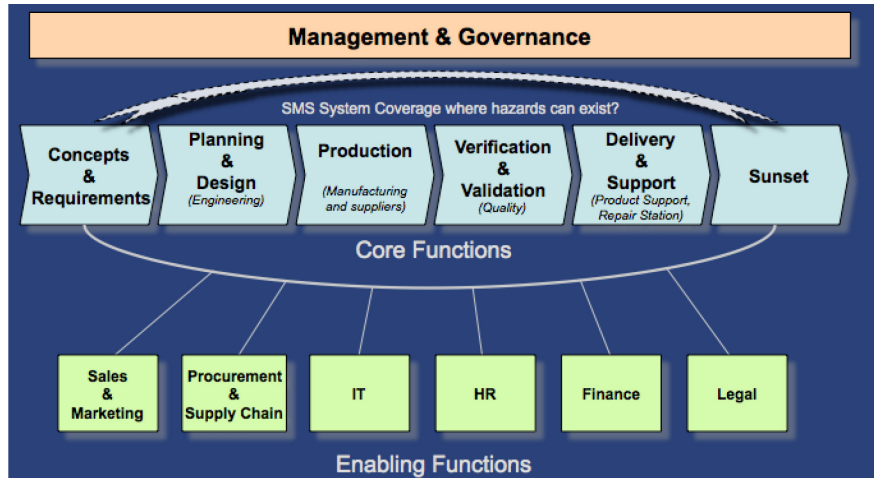 Management & Governance
SMS System Coverage where hazards can exist?
Concepts
&
Requirements
Planning
&
Design
(Engineering)
Production
(Manufacturing
and suppliers)
Verification
&
Validation
(Quality)
Delivery
&
Support
(Product Support,
Repair Station)
Sunset
Core Functions
Sales
&
Marketing
Procurement
&
Supply Chain
IT
HR
Finance
Legal
Enabling Functions